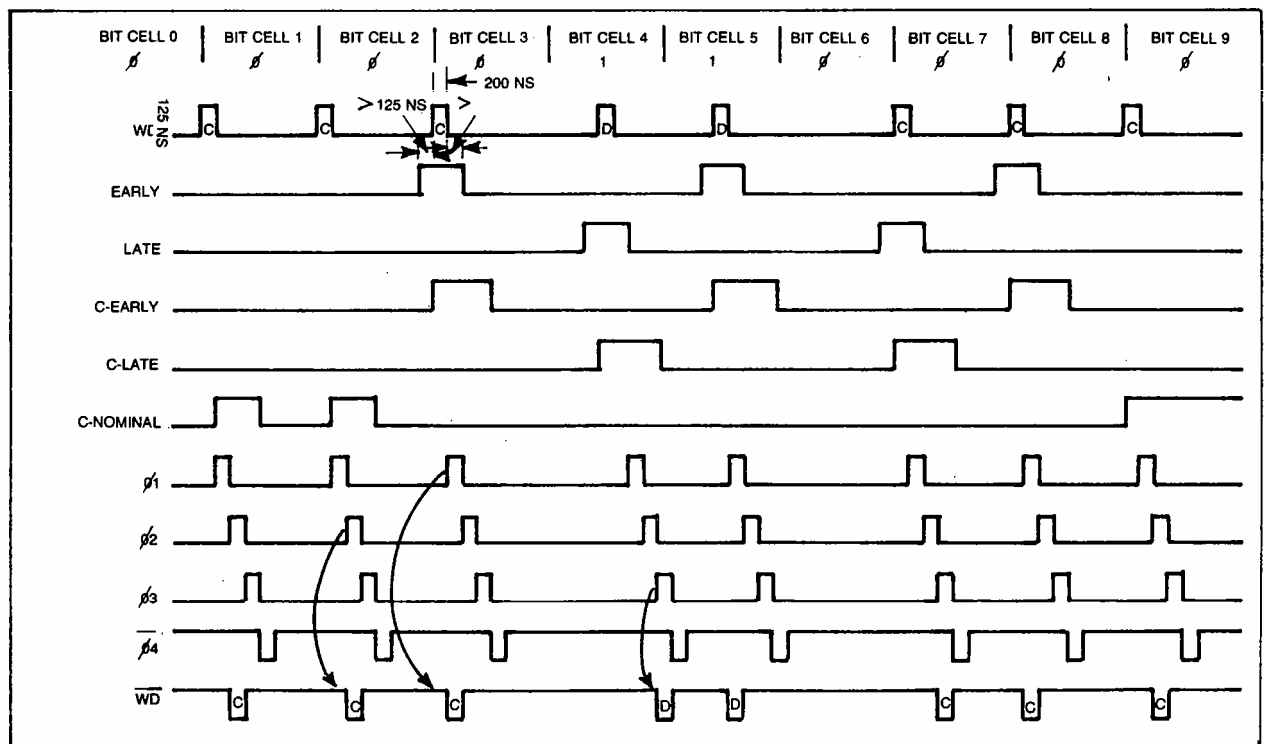 BIT CELL 0 BIT CELL 1 BIT CELL 2 BIT CELL 3 BIT CELL 4 BIT CELL 5 BIT CELL 6 BIT CELL 7 BIT CELL 8 BIT CELL 9
Ø Ø Ø Ø 1 1 Ø Ø Ø Ø
200 NS
> 125 NS >
125 NS
WD C C C D D C C C
EARLY
LATE
C-EARLY
C-LATE
C-NOMINAL
Ø1
Ø2
Ø3
Ø4
WD C C C D D C C C